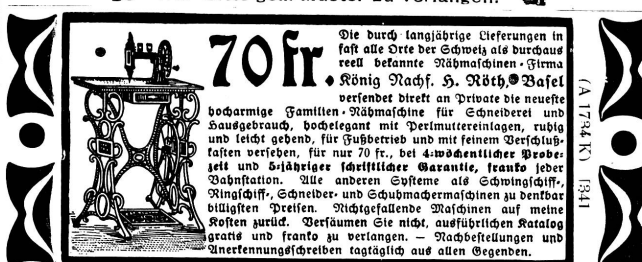 70 fr.
Die durch langjährige Lieferungen in
fast alle Orte der Schweiz als durchaus
reell bekannte Nähmaschinen-Firma
König Nachf. H. Röth, Basel
versendet direkt an Private die neueste
hocharmige Familien-Nähmaschine für Schneiderei und
Hausgebrauch, hochelegant mit Perlmuttereinlagen, ruhig
und leicht gehend, für Fußbetrieb und mit feinem Verschluß-
kasten versehen, für nur 70 fr., bei 4-wöchentlicher Probe-
zeit und 5-jähriger schriftlicher Garantie, franko jeder
Bahnstation. Alle anderen Systeme als Schwingschiff-,
Ringschiff-, Schneider- und Schuhmachermaschinen zu denkbar
billigsten Preisen. Nichtgefallende Maschinen auf meine
Kosten zurück. Versäumen Sie nicht, ausführlichen Katalog
gratis und franko zu verlangen. — Nachbestellungen und
Anerkennungsschreiben tagtäglich aus allen Gegenden.
(A 1734 K) [341